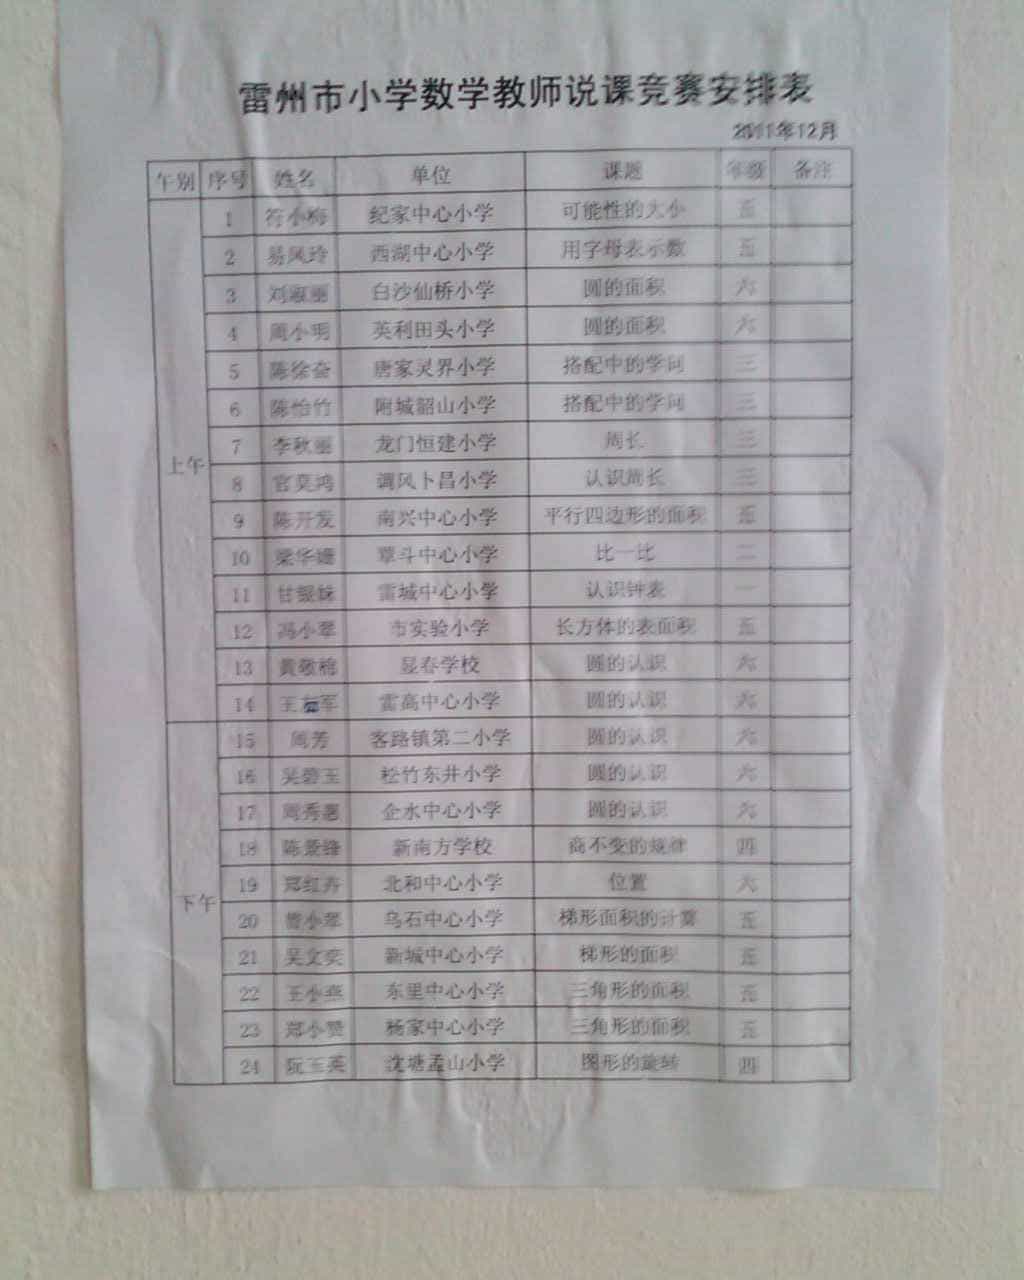 雷州市小学数学教师说课竞赛安排表
2011年12月
午别 序号 姓名 单位 课题 年级 备注
上午
1 符小梅 纪家中心小学 可能性的大小 五
2 易凤玲 西湖中心小学 用字母表示数 五
3 刘淑丽 白沙仙桥小学 圆的面积 六
4 周小明 英利田头小学 圆的面积 六
5 陈徐奋 唐家灵界小学 搭配中的学问 三
6 陈怡竹 附城韶山小学 搭配中的学问 三
7 李秋丽 龙门恒建小学 周长 三
8 官昊鸿 调风卜昌小学 认识周长 三
9 陈开发 南兴中心小学 平行四边形的面积 五
10 梁华姗 覃斗中心小学 比一比 二
11 甘银妹 雷城中心小学 认识钟表 一
12 冯小翠 市实验小学 长方体的表面积 五
13 黄敬棉 显春学校 圆的认识 六
14 雷高中心小学 圆的认识 六
下午
15 周芳 客路镇第二小学 圆的认识 六
16 吴碧玉 松竹东井小学 圆的认识 六
17 周秀惠 企水中心小学 圆的认识 六
18 陈景锋 新南方学校 商不变的规律 四
19 郑红卉 北和中心小学 位置 六
20 曾小翠 乌石中心小学 梯形面积的计算 五
21 吴文奕 新城中心小学 梯形的面积 五
22 王小燕 东里中心小学 三角形的面积 五
23 郑小赞 杨家中心小学 三角形的面积 五
24 阮玉英 沈塘孟山小学 图形的旋转 四